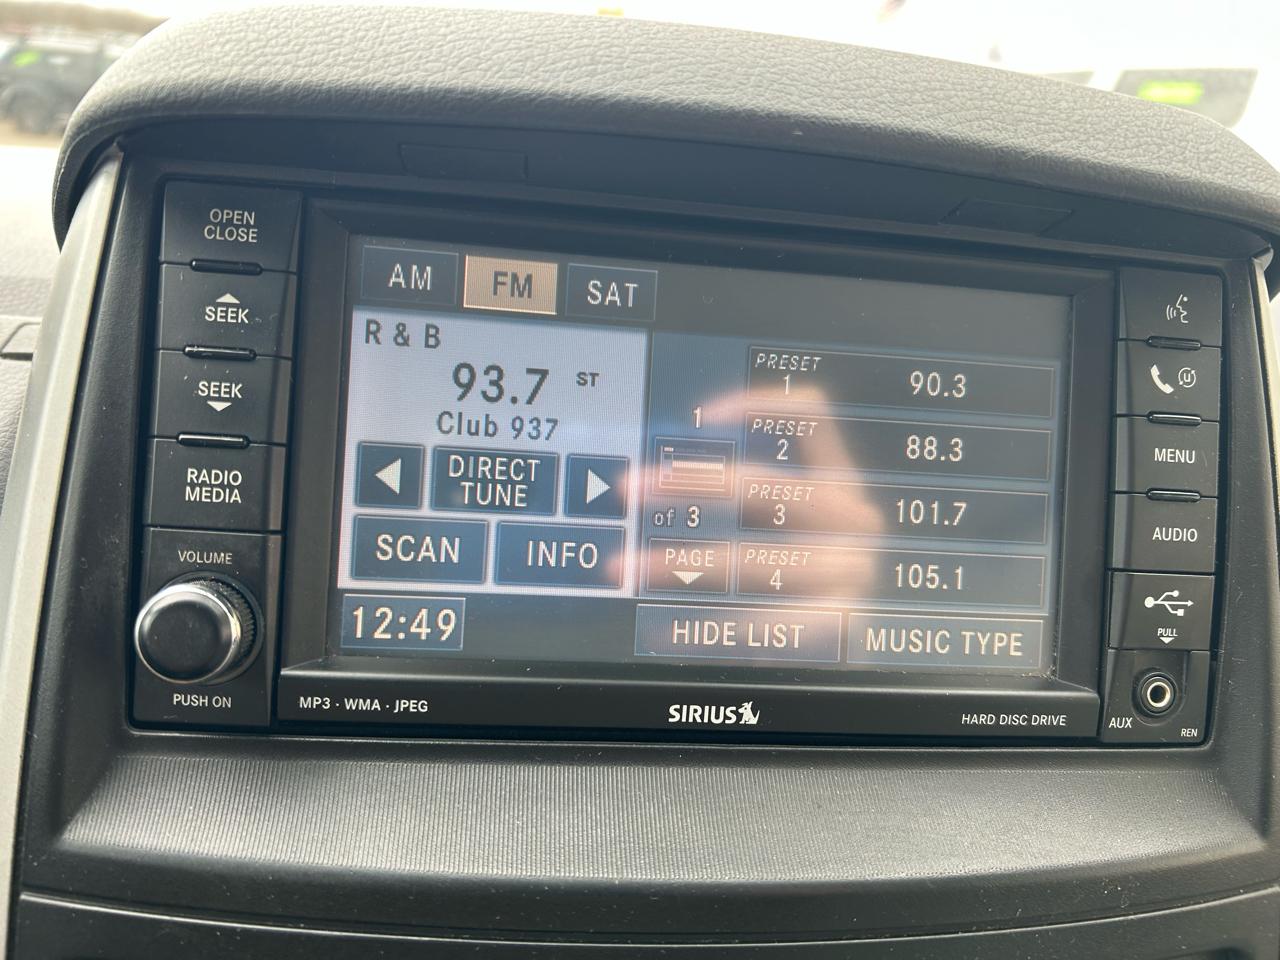 OPEN
CLOSE
SEEK
SEEK
RADIO
MEDIA
VOLUME
PUSH ON
AM
FM
SAT
R & B
93.7 ST
Club 937
DIRECT
TUNE
SCAN
INFO
12:49
1
of 3
PAGE
PRESET
1
90.3
PRESET
2
88.3
PRESET
3
101.7
PRESET
4
105.1
HIDE LIST
MUSIC TYPE
MENU
AUDIO
PULL
AUX
REN
MP3 · WMA · JPEG
SIRIUS
HARD DISC DRIVE